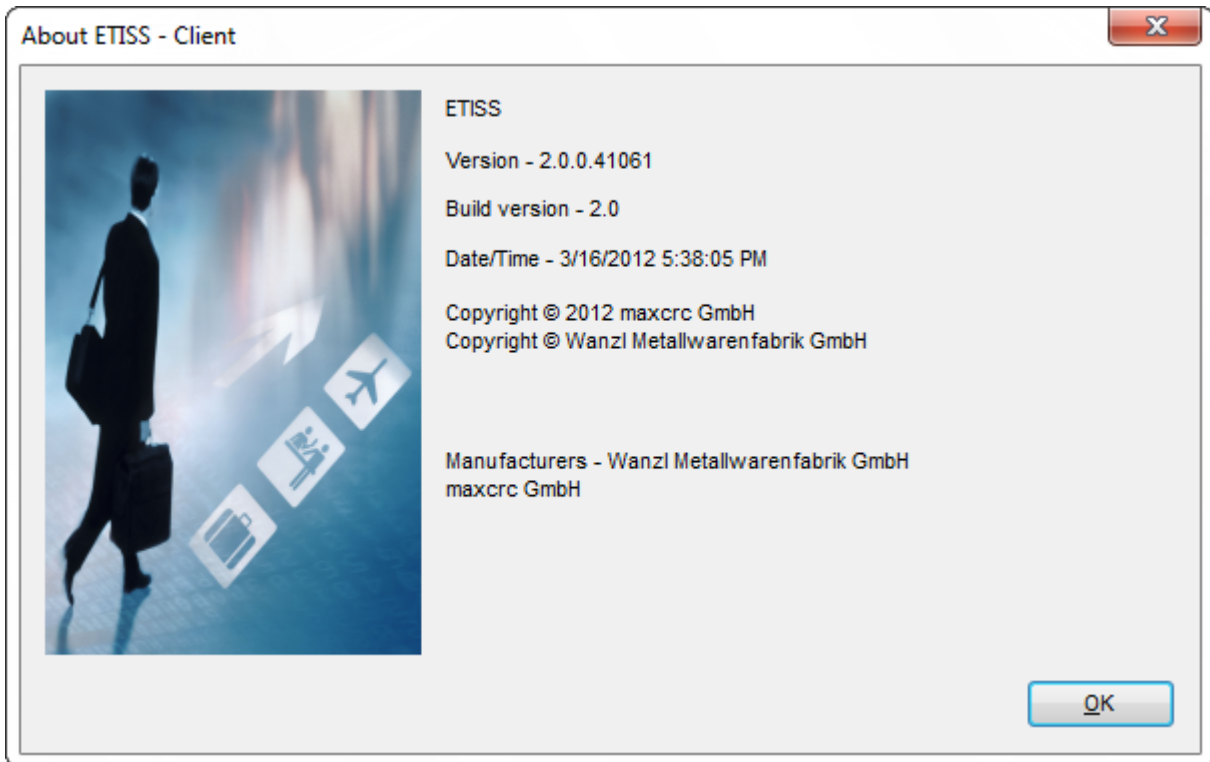 About ETISS - Client
ETISS
Version - 2.0.0.41061
Build version - 2.0
Date/Time - 3/16/2012 5:38:05 PM
Copyright © 2012 maxcrc GmbH
Copyright © Wanzl Metallwarenfabrik GmbH
Manufacturers - Wanzl Metallwarenfabrik GmbH
maxcrc GmbH
OK